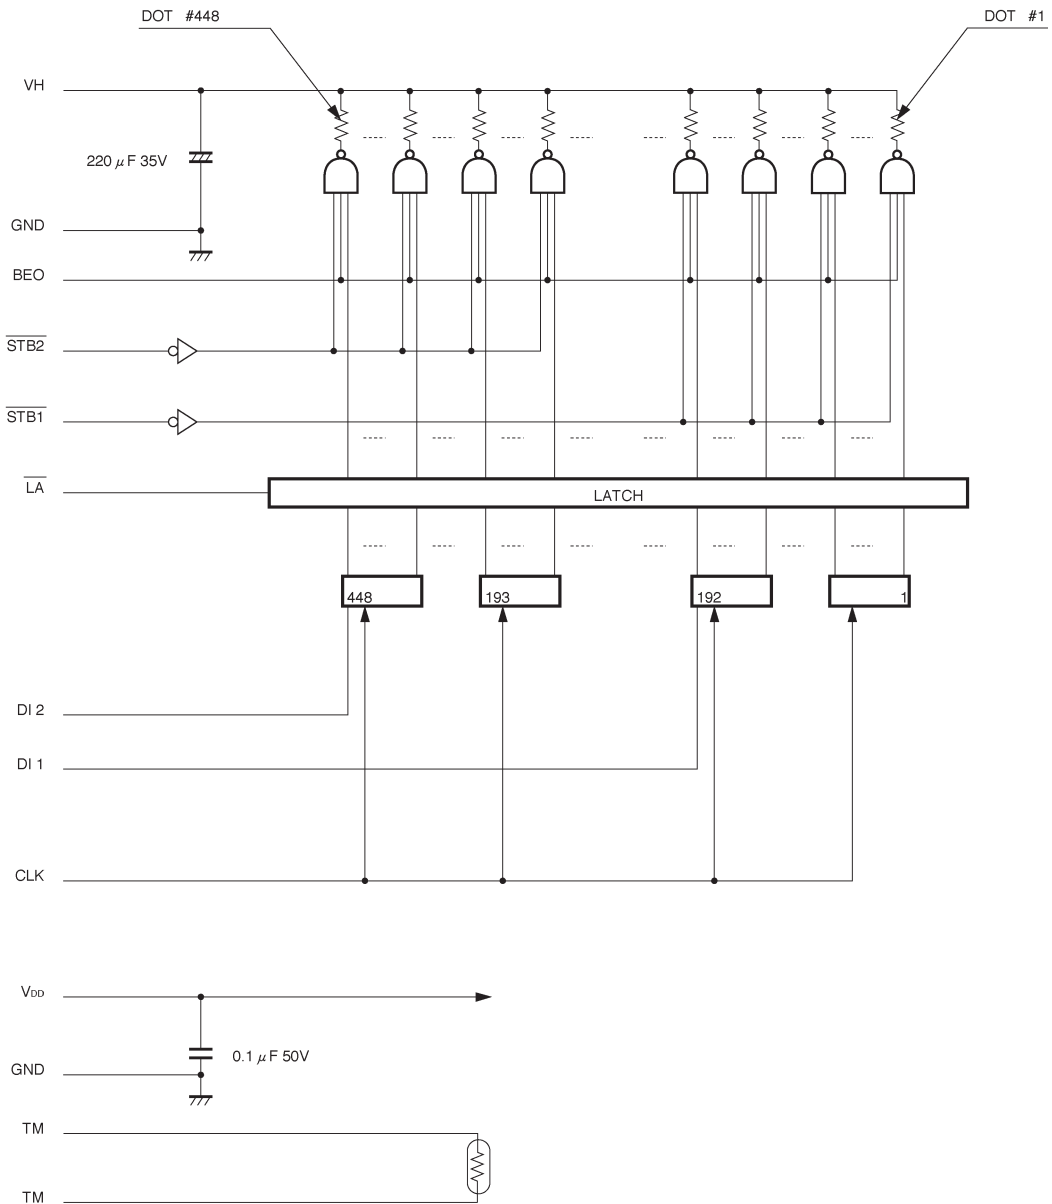 DOT #448
DOT #1
VH
220 μF 35V
GND
BEO
STB2
STB1
LA
LATCH
448
193
192
1
DI 2
DI 1
CLK
VDD
0.1 μF 50V
GND
TM
TM